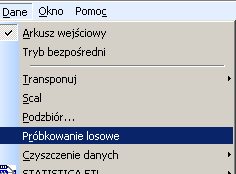 Dane Okno Pomoc
Arkusz wejściowy
Tryb bezpośredni
Transponuj
Scal
Podzbiór...
Próbkowanie losowe
Czyszczenie danych
STATISTICA ETL